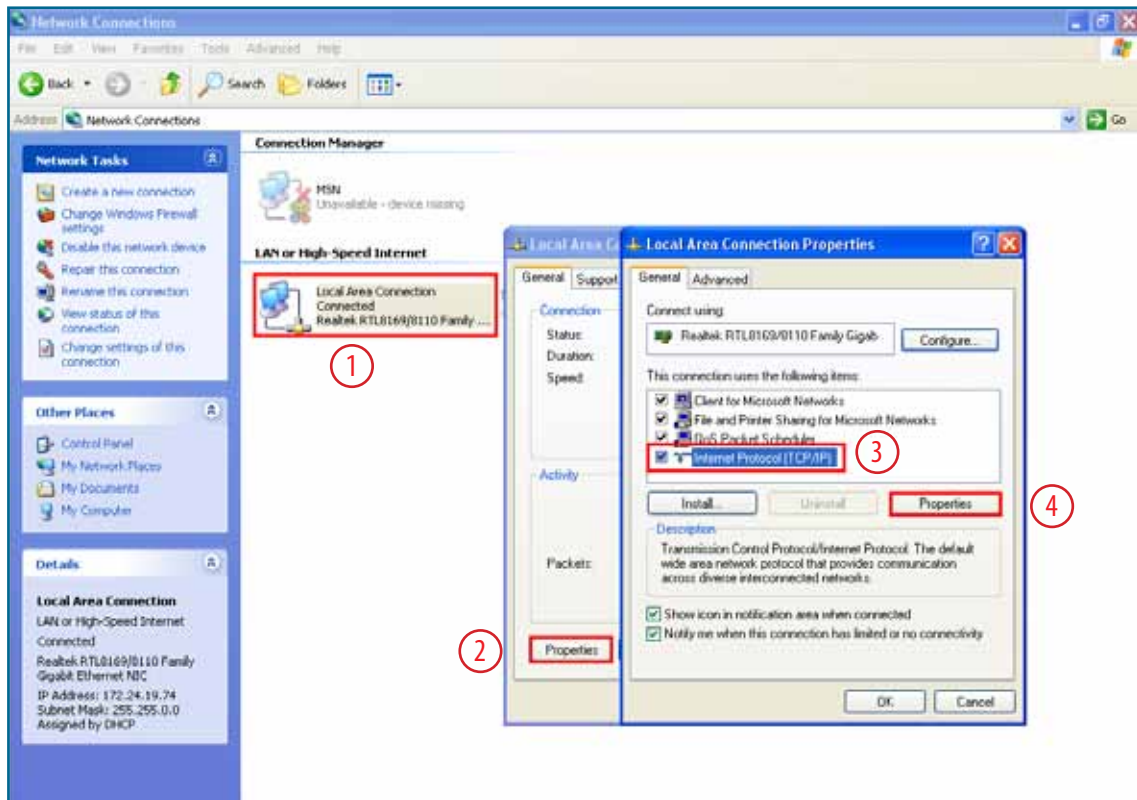 Network Connections
File Edit View Favorites Tools Advanced Help
Back Search Folders
Address Network Connections Go
Network Tasks
Create a new connection
Change Windows Firewall
settings
Disable this network device
Repair this connection
Rename this connection
View status of this
connection
Change settings of this
connection
Other Places
Control Panel
My Network Places
My Documents
My Computer
Details
Local Area Connection
LAN or High-Speed Internet
Connected
Realtek RTL8169/8110 Family
Gigabit Ethernet NIC
IP Address: 172.24.19.74
Subnet Mask: 255.255.0.0
Assigned by DHCP
Connection Manager
MSN
Unavailable - device missing
LAN or High-Speed Internet
Local Area Connection
Connected
Realtek RTL8169/8110 Family ...
1
Local Area C
General Support
Connection
Status:
Duration:
Speed:
Activity
Packets:
2
Properties
Local Area Connection Properties
General Advanced
Connect using:
Realtek RTL8169/8110 Family Gigab
Configure...
This connection uses the following items:
Client for Microsoft Networks
File and Printer Sharing for Microsoft Networks
QoS Packet Scheduler
Internet Protocol (TCP/IP)
3
Install... Uninstall Properties
4
Description
Transmission Control Protocol/Internet Protocol. The default
wide area network protocol that provides communication
across diverse interconnected networks.
Show icon in notification area when connected
Notify me when this connection has limited or no connectivity
OK Cancel